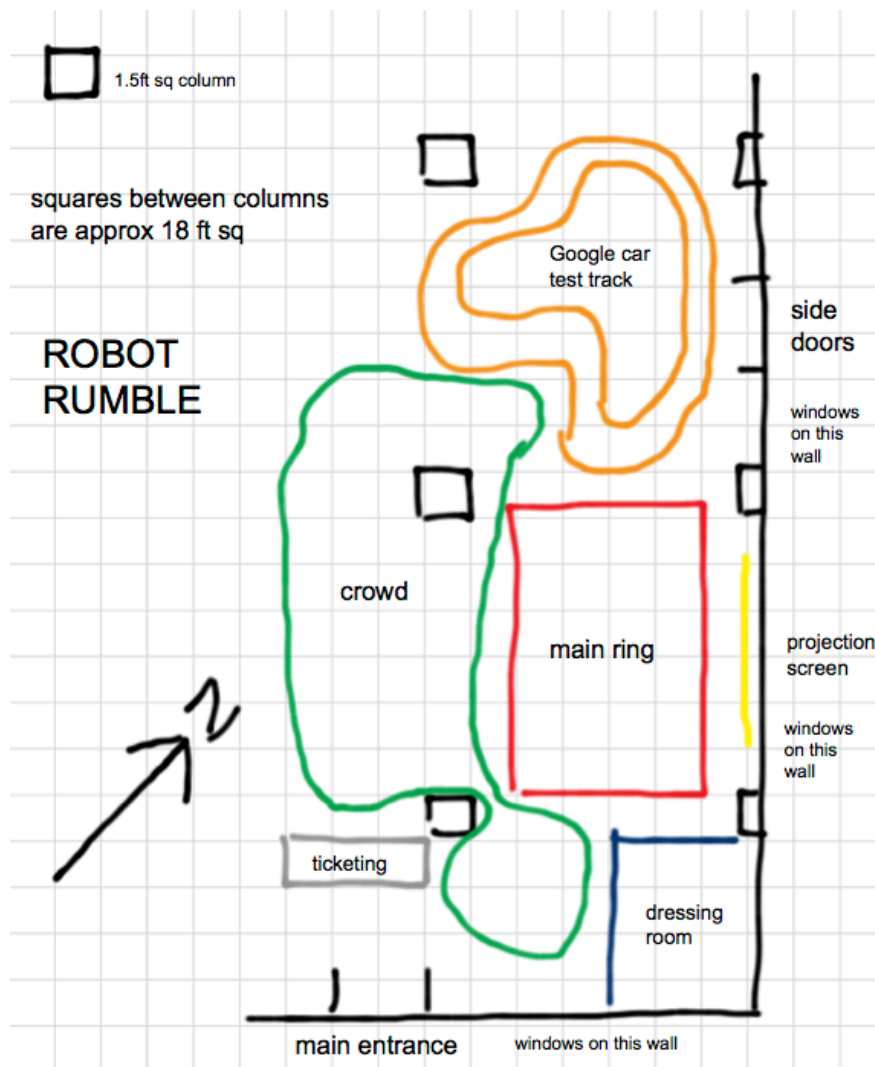 1.5ft sq column
squares between columns
are approx 18 ft sq
Google car
test track
side
doors
ROBOT
RUMBLE
windows
on this
wall
crowd
main ring
projection
screen
N
windows
on this
wall
ticketing
dressing
room
main entrance
windows on this wall